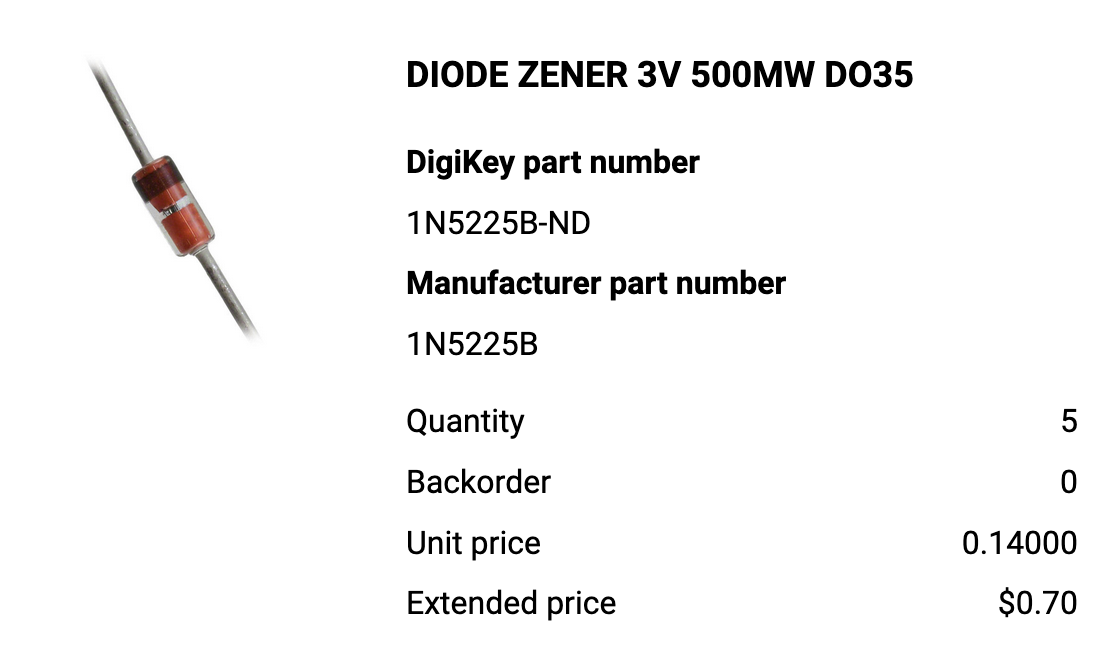 DIODE ZENER 3V 500MW DO35
DigiKey part number
1N5225B-ND
Manufacturer part number
1N5225B
Quantity 5
Backorder 0
Unit price 0.14000
Extended price $0.70